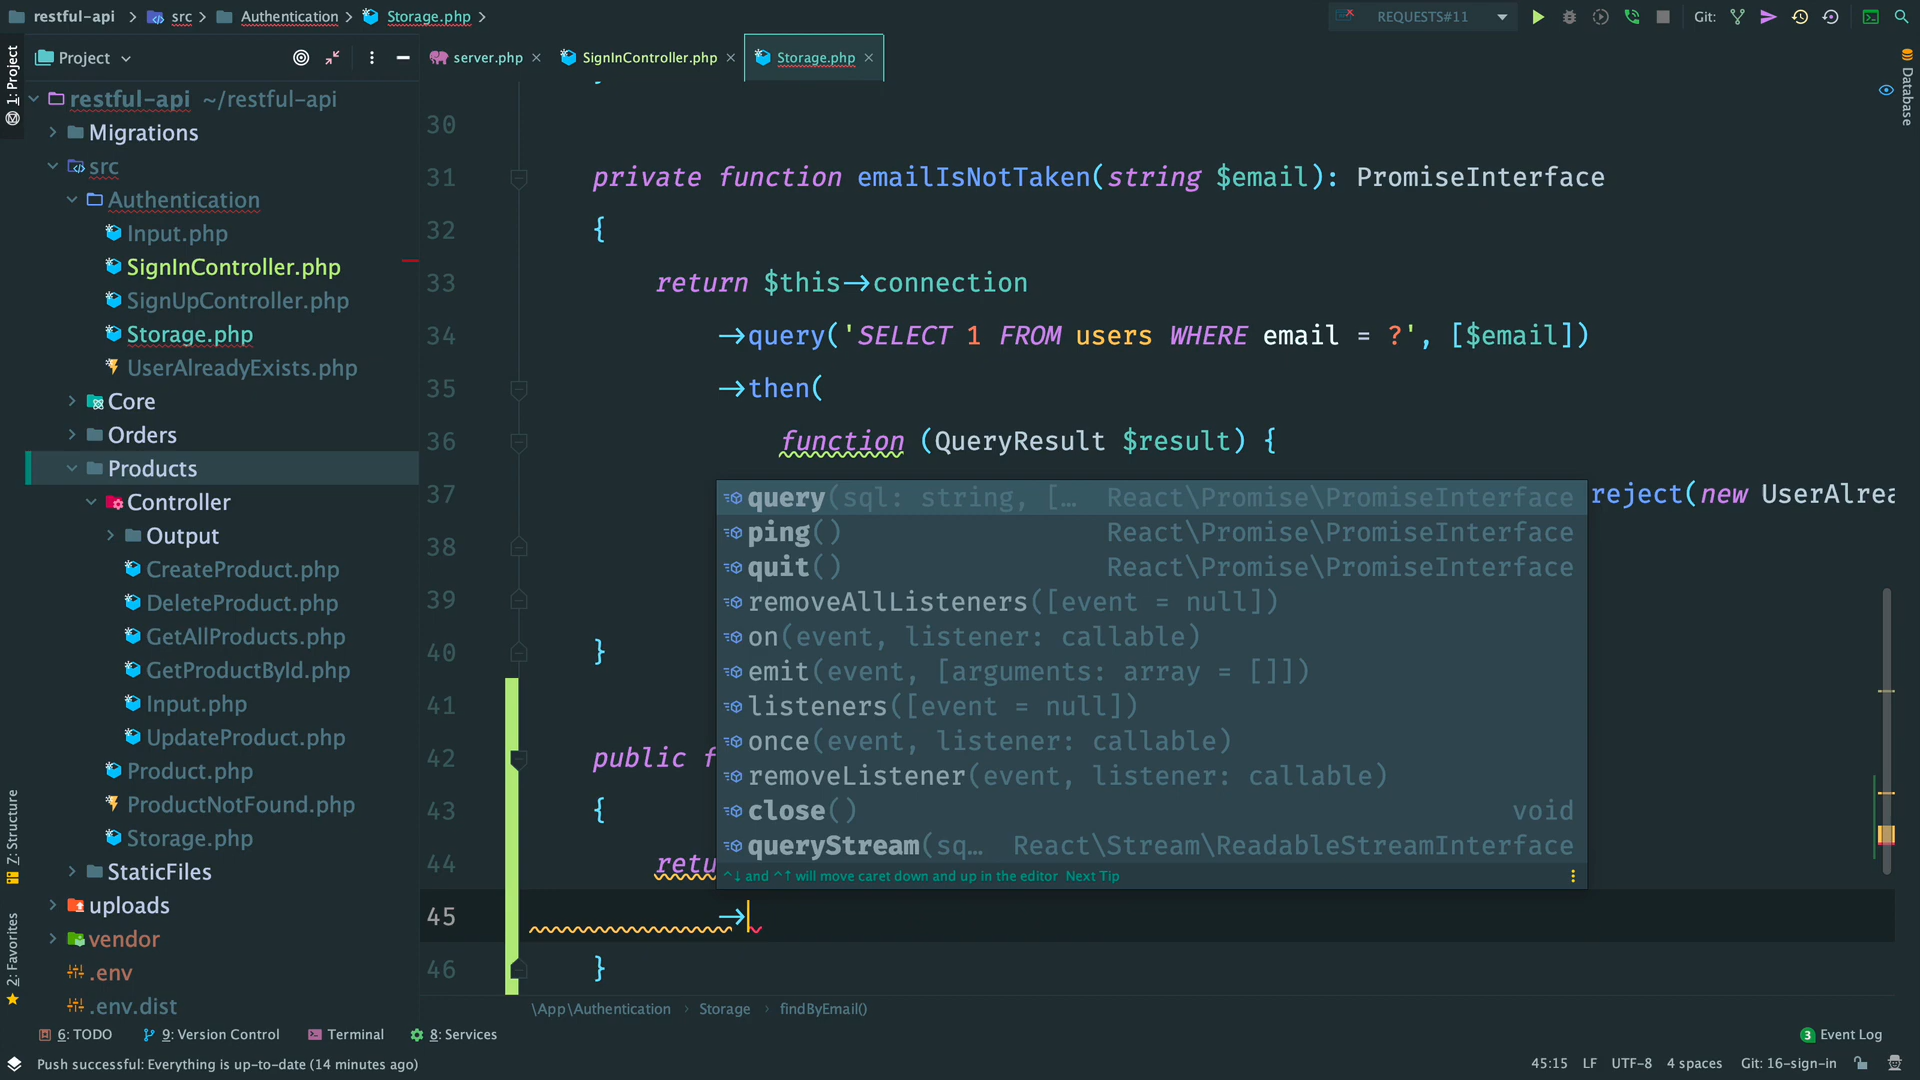 restful-api > src > Authentication > Storage.php >
REQUESTS#11
Git:
Project
server.php
SignInController.php
Storage.php
1: Project
Database
restful-api ~/restful-api
Migrations
src
Authentication
Input.php
SignInController.php
SignUpController.php
Storage.php
UserAlreadyExists.php
Core
Orders
Products
Controller
Output
CreateProduct.php
DeleteProduct.php
GetAllProducts.php
GetProductById.php
Input.php
UpdateProduct.php
Product.php
ProductNotFound.php
Storage.php
StaticFiles
uploads
vendor
.env
.env.dist
Z: Structure
2: Favorites
30
31 private function emailIsNotTaken(string $email): PromiseInterface
32 {
33 return $this->connection
34 ->query('SELECT 1 FROM users WHERE email = ?', [$email])
35 ->then(
36 function (QueryResult $result) {
37 reject(new UserAlrea
38
39
40 }
41
42 public f
43 {
44 retu
45 ->
46 }
query(sql: string, [… React\Promise\PromiseInterface
ping() React\Promise\PromiseInterface
quit() React\Promise\PromiseInterface
removeAllListeners([event = null])
on(event, listener: callable)
emit(event, [arguments: array = []])
listeners([event = null])
once(event, listener: callable)
removeListener(event, listener: callable)
close() void
queryStream(sq… React\Stream\ReadableStreamInterface
^↓ and ^↑ will move caret down and up in the editor Next Tip
\App\Authentication > Storage > findByEmail()
6: TODO 9: Version Control Terminal 8: Services
3 Event Log
Push successful: Everything is up-to-date (14 minutes ago)
45:15 LF UTF-8 4 spaces Git: 16-sign-in